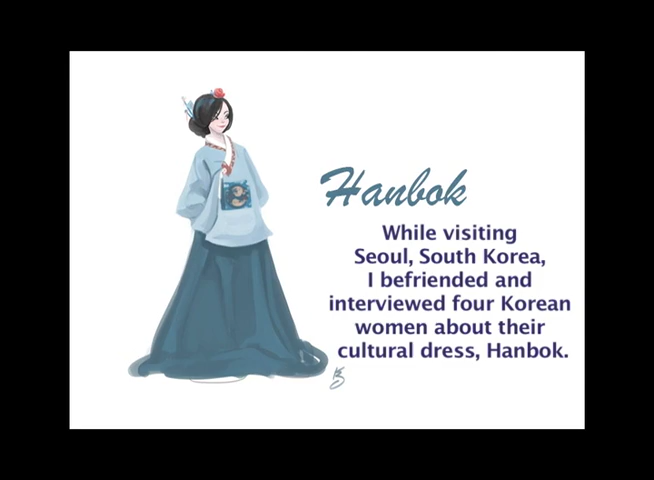 Hanbok
While visiting
Seoul, South Korea,
I befriended and
interviewed four Korean
women about their
cultural dress, Hanbok.